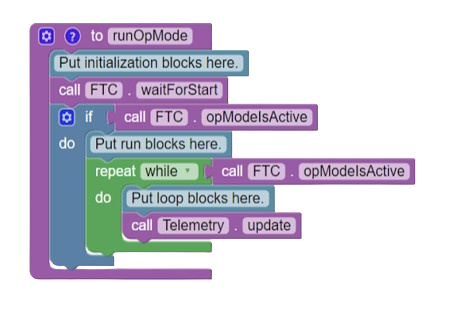 ? to runOpMode
Put initialization blocks here.
call FTC . waitForStart
if call FTC . opModeIsActive
do Put run blocks here.
repeat while call FTC . opModeIsActive
do Put loop blocks here.
call Telemetry . update